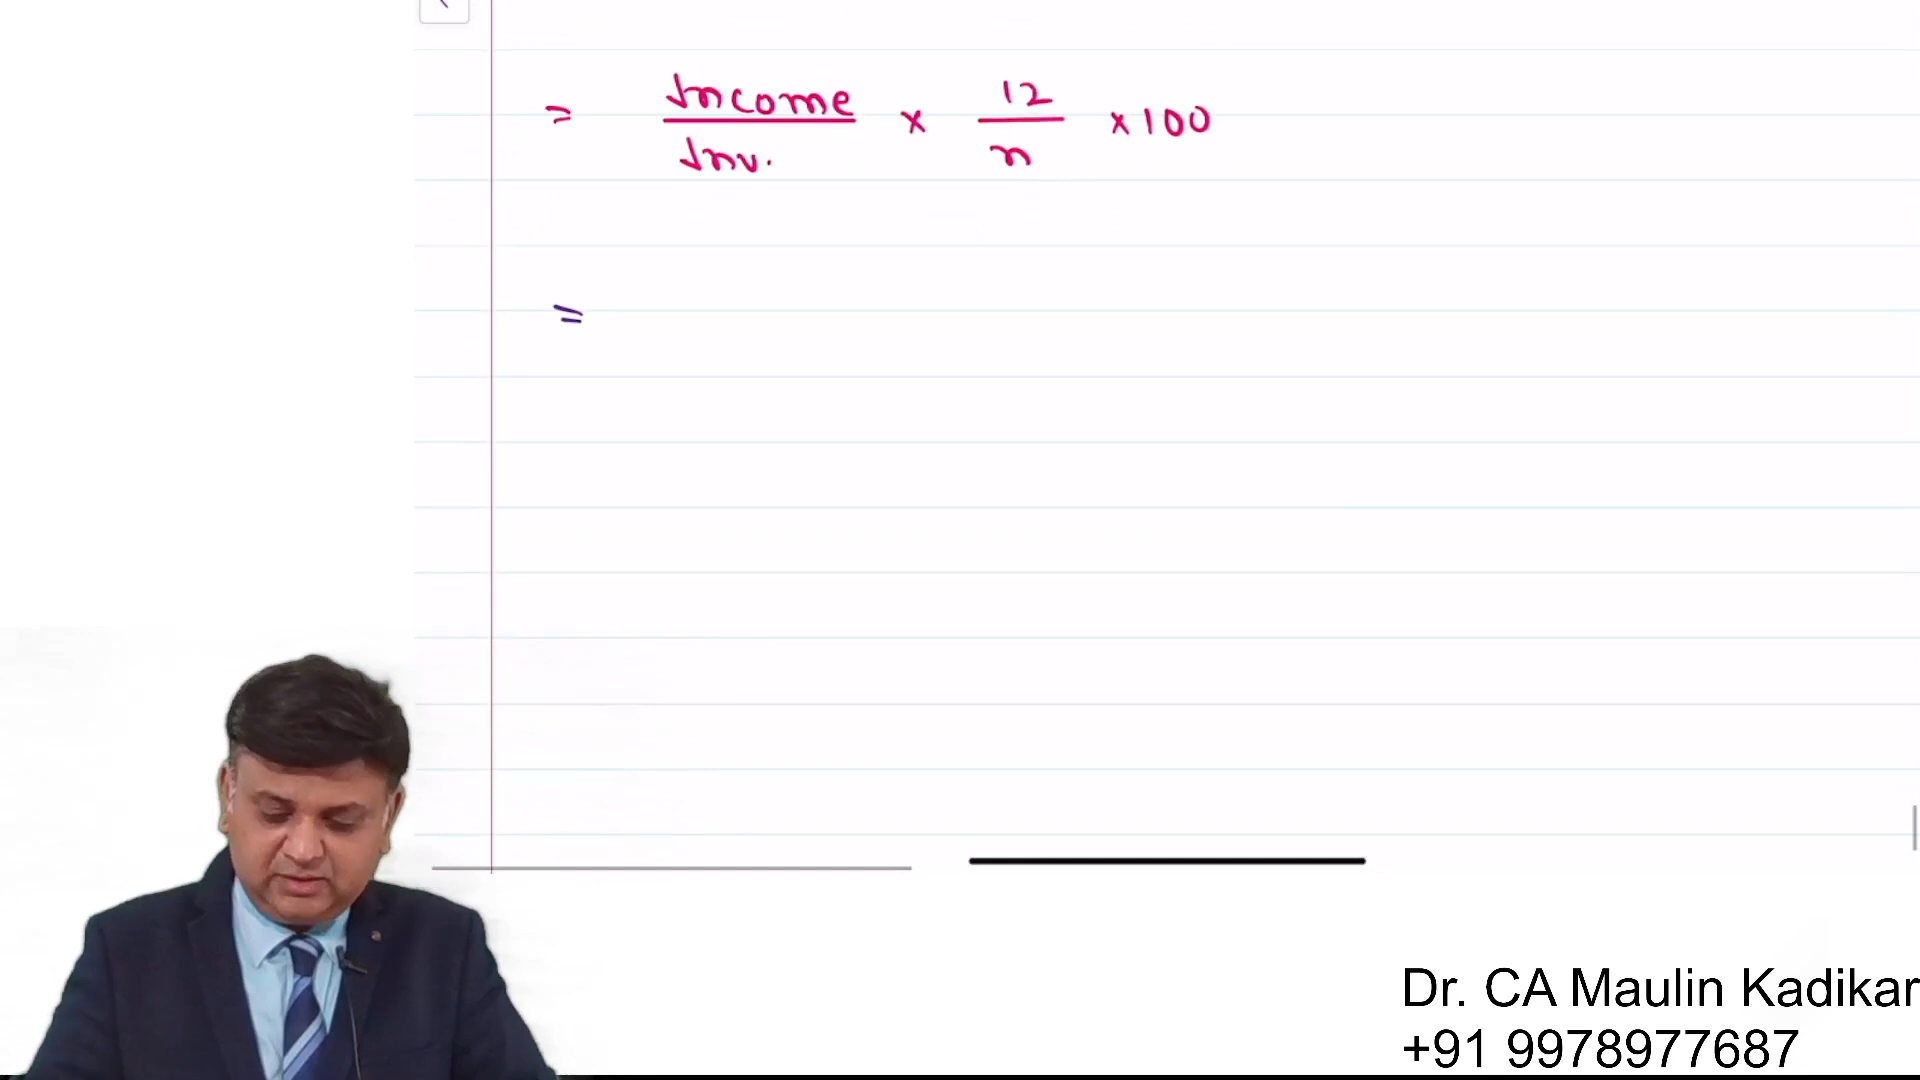 = Income / Inv. × 12 / n × 100
=
Dr. CA Maulin Kadikar
+91 9978977687